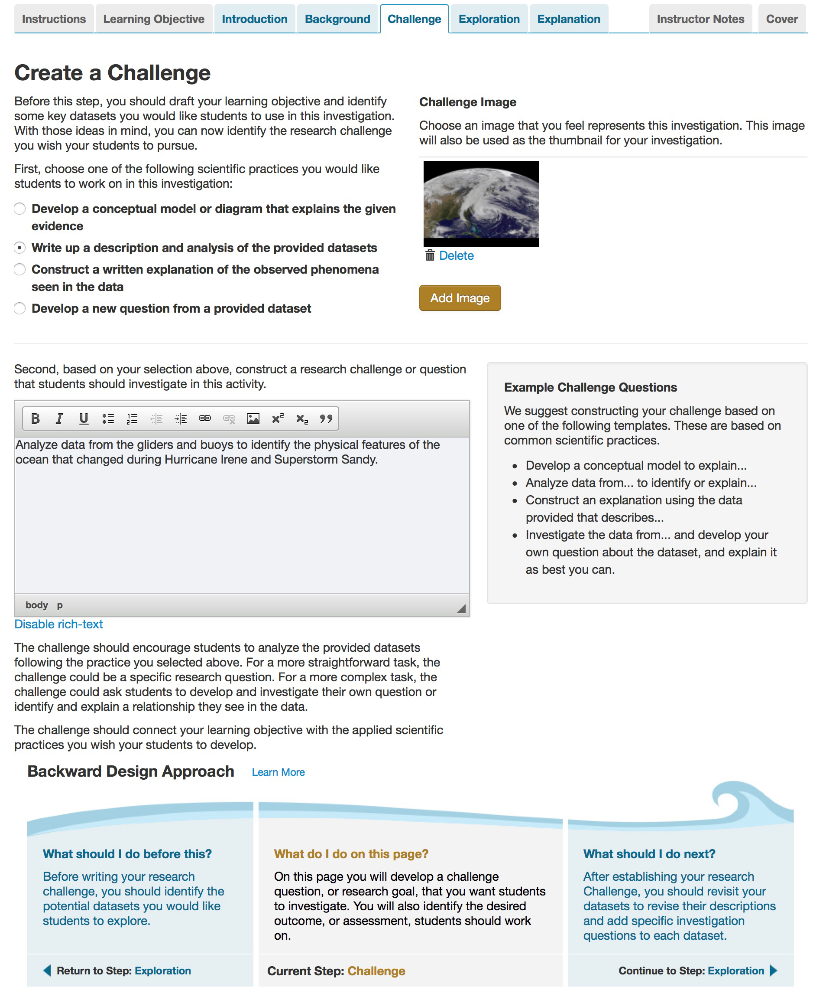 Instructions
Learning Objective
Introduction
Background
Challenge
Exploration
Explanation
Instructor Notes
Cover
Create a Challenge
Before this step, you should draft your learning objective and identify
some key datasets you would like students to use in this investigation.
With those ideas in mind, you can now identify the research challenge
you wish your students to pursue.
First, choose one of the following scientific practices you would like
students to work on in this investigation:
Develop a conceptual model or diagram that explains the given
evidence
Write up a description and analysis of the provided datasets
Construct a written explanation of the observed phenomena
seen in the data
Develop a new question from a provided dataset
Challenge Image
Choose an image that you feel represents this investigation. This image
will also be used as the thumbnail for your investigation.
Delete
Add Image
Second, based on your selection above, construct a research challenge or question
that students should investigate in this activity.
B I U
Analyze data from the gliders and buoys to identify the physical features of the
ocean that changed during Hurricane Irene and Superstorm Sandy.
body p
Disable rich-text
Example Challenge Questions
We suggest constructing your challenge based on
one of the following templates. These are based on
common scientific practices.
• Develop a conceptual model to explain...
• Analyze data from... to identify or explain...
• Construct an explanation using the data
provided that describes...
• Investigate the data from... and develop your
own question about the dataset, and explain it
as best you can.
The challenge should encourage students to analyze the provided datasets
following the practice you selected above. For a more straightforward task, the
challenge could be a specific research question. For a more complex task, the
challenge could ask students to develop and investigate their own question or
identify and explain a relationship they see in the data.
The challenge should connect your learning objective with the applied scientific
practices you wish your students to develop.
Backward Design Approach
Learn More
What should I do before this?
Before writing your research
challenge, you should identify the
potential datasets you would like
students to explore.
Return to Step: Exploration
What do I do on this page?
On this page you will develop a challenge
question, or research goal, that you want students
to investigate. You will also identify the desired
outcome, or assessment, students should work
on.
Current Step: Challenge
What should I do next?
After establishing your research
Challenge, you should revisit your
datasets to revise their descriptions
and add specific investigation
questions to each dataset.
Continue to Step: Exploration